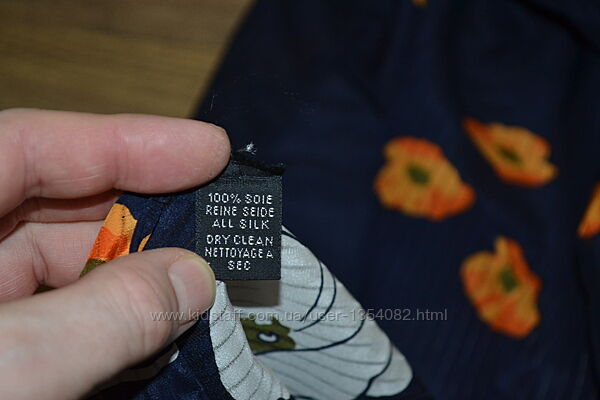 100% SOIE
REINE SEIDE
ALL SILK
DRY CLEAN
NETTOYAGE A
SEC
www.kidstaff.com.ua/user-1354082.html